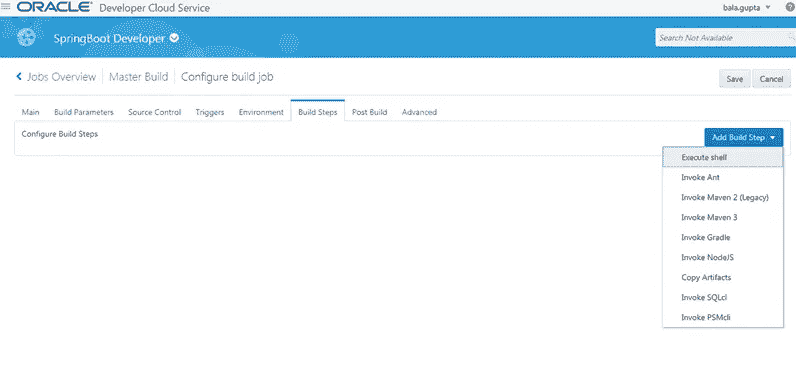 ORACLE® Developer Cloud Service bala.gupta
SpringBoot Developer Search Not Available
Jobs Overview Master Build Configure build job Save Cancel
Main Build Parameters Source Control Triggers Environment Build Steps Post Build Advanced
Configure Build Steps Add Build Step
Execute shell
Invoke Ant
Invoke Maven 2 (Legacy)
Invoke Maven 3
Invoke Gradle
Invoke NodeJS
Copy Artifacts
Invoke SQLcl
Invoke PSMcli